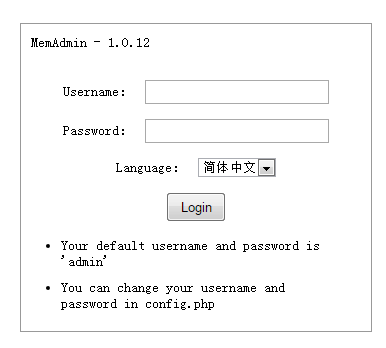 MemAdmin - 1.0.12
Username:
Password:
Language: 简体中文
Login
• Your default username and password is
'admin'
• You can change your username and
password in config.php